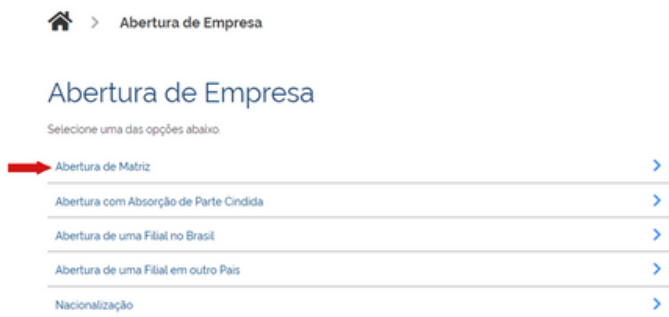 Abertura de Empresa
Abertura de Empresa
Selecione uma das opções abaixo.
Abertura de Matriz
Abertura com Absorção de Parte Cindida
Abertura de uma Filial no Brasil
Abertura de uma Filial em outro País
Nacionalização